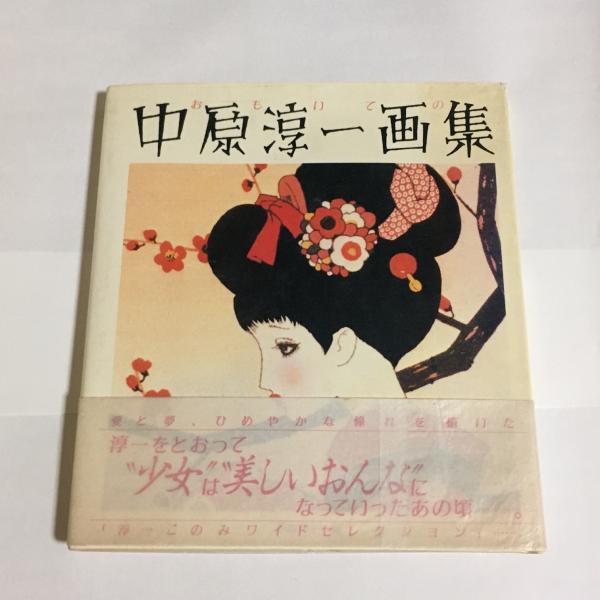 おもいでの
中原淳一画集
愛と夢、ひめやかな憧れを描いた
淳一をとおって
“少女”は“美しいおんな”に
なっていったあの頃——。
「淳一このみワイドセレクション」